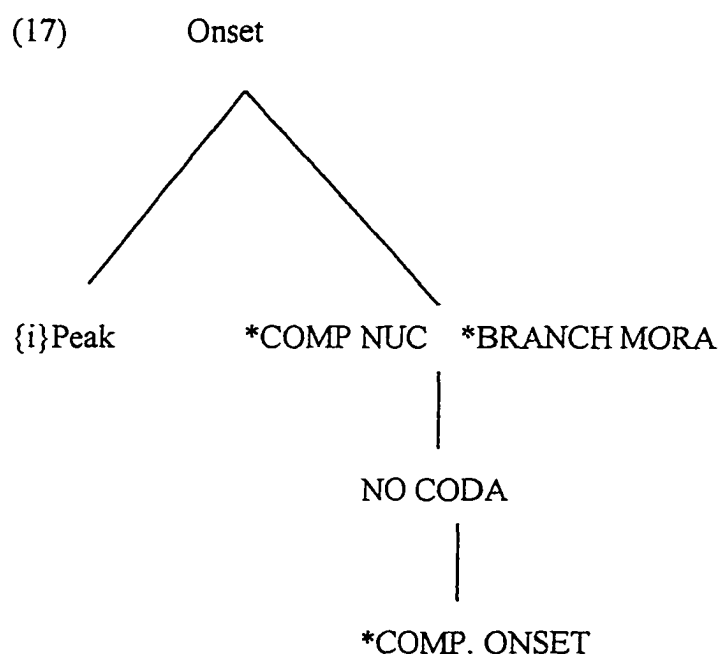 (17) Onset
{i}Peak *COMP NUC *BRANCH MORA
NO CODA
*COMP. ONSET